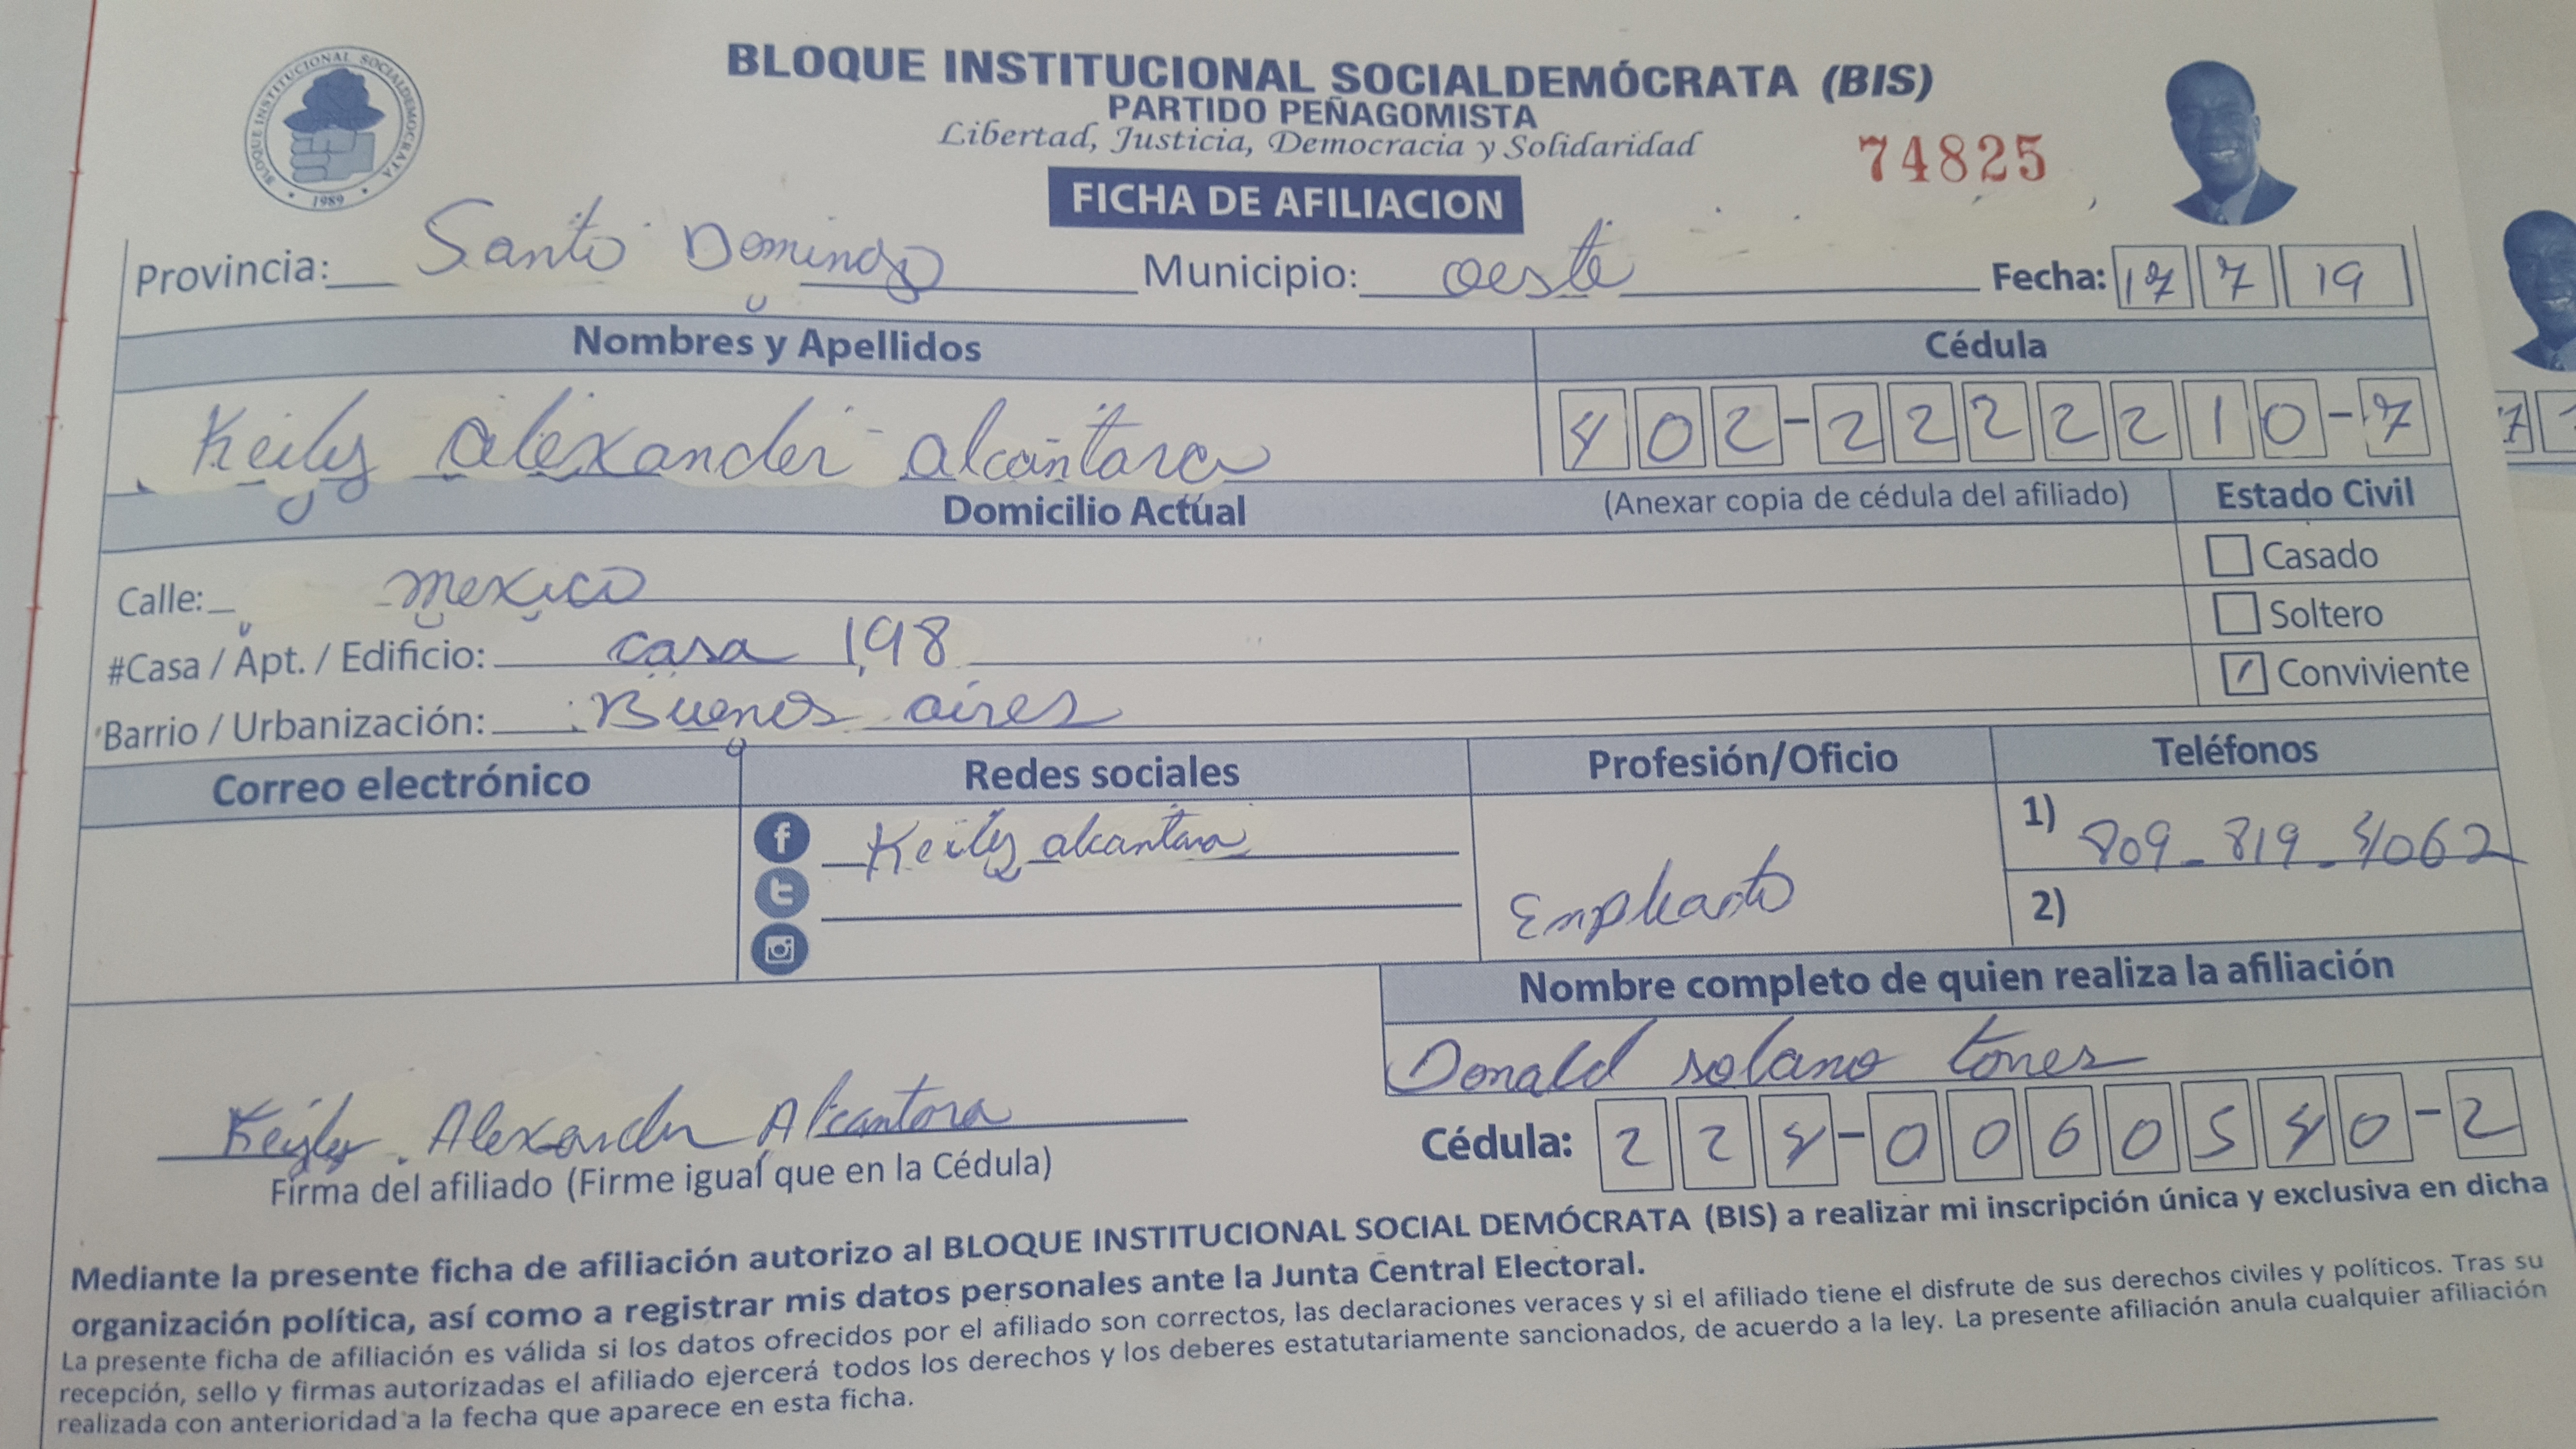 BLOQUE INSTITUCIONAL SOCIALDEMÓCRATA (BIS)
PARTIDO PEÑAGOMISTA
Libertad, Justicia, Democracia y Solidaridad
BLOQUE INSTITUCIONAL SOCIALDEMOCRATA
1989
74825
FICHA DE AFILIACION
Provincia: Santo Domingo Municipio: oeste Fecha: 17 7 19
Nombres y Apellidos Cédula
Keily alexander alcantara 402-2222210-7
Domicilio Actual (Anexar copia de cédula del afiliado) Estado Civil
Casado
Calle: mexico
Soltero
#Casa / Apt. / Edificio: casa 198
Conviviente
Barrio / Urbanización: Buenos aires
Correo electrónico Redes sociales Profesión/Oficio Teléfonos
Keily alcantara
Empleado
1) 809-819-4062
2)
Nombre completo de quien realiza la afiliación
Donald solano torres
Keyly Alexander Alcantara
Cédula: 224-0060540-2
Firma del afiliado (Firme igual que en la Cédula)
Mediante la presente ficha de afiliación autorizo al BLOQUE INSTITUCIONAL SOCIAL DEMÓCRATA (BIS) a realizar mi inscripción única y exclusiva en dicha
organización política, así como a registrar mis datos personales ante la Junta Central Electoral.
La presente ficha de afiliación es válida si los datos ofrecidos por el afiliado son correctos, las declaraciones veraces y si el afiliado tiene el disfrute de sus derechos civiles y políticos. Tras su
recepción, sello y firmas autorizadas el afiliado ejercerá todos los derechos y los deberes estatutariamente sancionados, de acuerdo a la ley. La presente afiliación anula cualquier afiliación
realizada con anterioridad a la fecha que aparece en esta ficha.